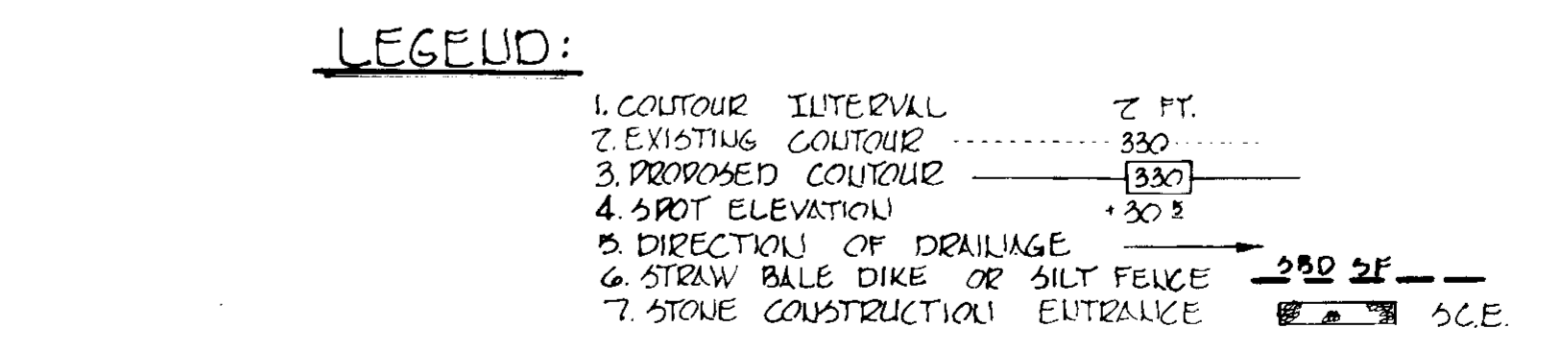 LEGEND:
1. CONTOUR INTERVAL 2 FT.
2. EXISTING CONTOUR 330
3. PROPOSED CONTOUR 330
4. SPOT ELEVATION +30 5
5. DIRECTION OF DRAINAGE
6. STRAW BALE DIKE OR SILT FENCE SBD SF
7. STONE CONSTRUCTION ENTRANCE S.C.E.